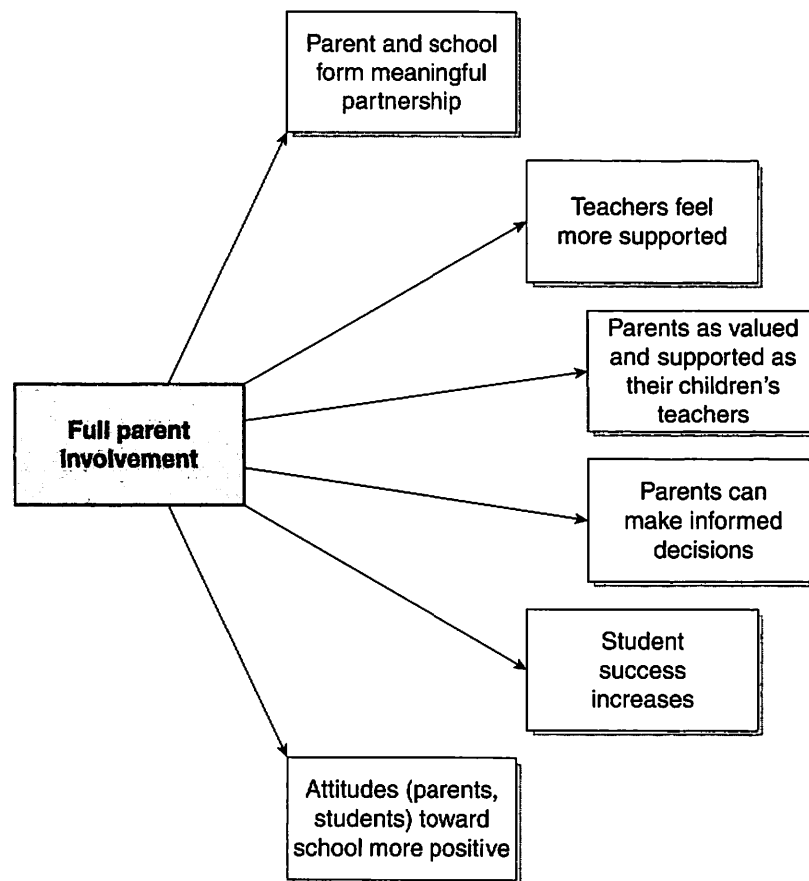 Parent and school
form meaningful
partnership
Teachers feel
more supported
Parents as valued
and supported as
their children's
teachers
Full parent
involvement
Parents can
make informed
decisions
Student
success
increases
Attitudes (parents,
students) toward
school more positive